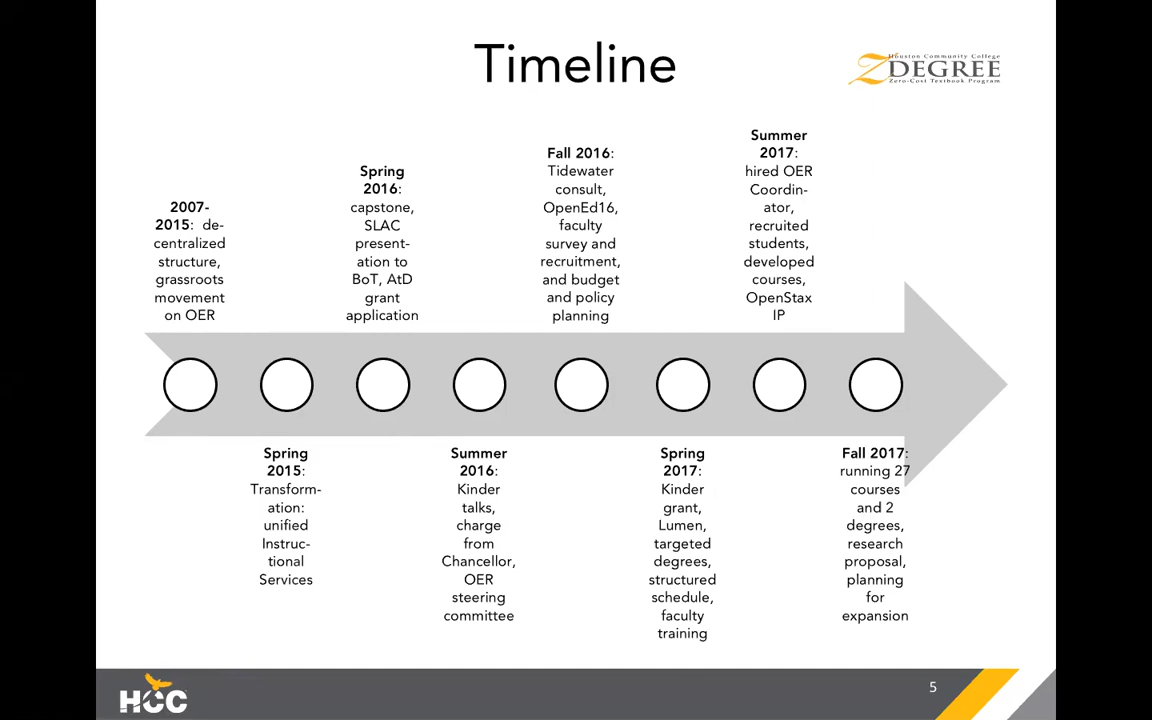 Timeline
Houston Community College
Z DEGREE
Zero-Cost Textbook Program
2007-
2015: de-
centralized
structure,
grassroots
movement
on OER
Spring
2015:
Transform-
ation:
unified
Instruc-
tional
Services
Spring
2016:
capstone,
SLAC
present-
ation to
BoT, AtD
grant
application
Summer
2016:
Kinder
talks,
charge
from
Chancellor,
OER
steering
committee
Fall 2016:
Tidewater
consult,
OpenEd16,
faculty
survey and
recruitment,
and budget
and policy
planning
Spring
2017:
Kinder
grant,
Lumen,
targeted
degrees,
structured
schedule,
faculty
training
Summer
2017:
hired OER
Coordin-
ator,
recruited
students,
developed
courses,
OpenStax
IP
Fall 2017:
running 27
courses
and 2
degrees,
research
proposal,
planning
for
expansion
HCC
5